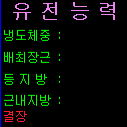 유전능력
냉도체중 :
배최장근 :
등지방 :
근내지방 :
결장